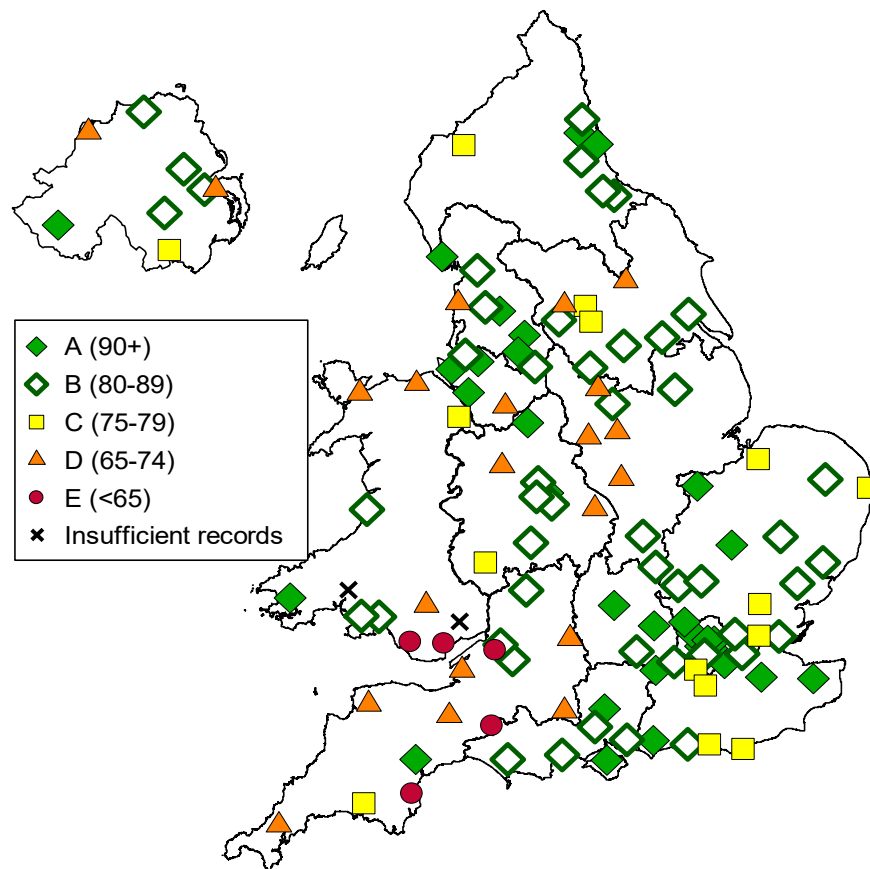 A (90+)
B (80-89)
C (75-79)
D (65-74)
E (<65)
Insufficient records